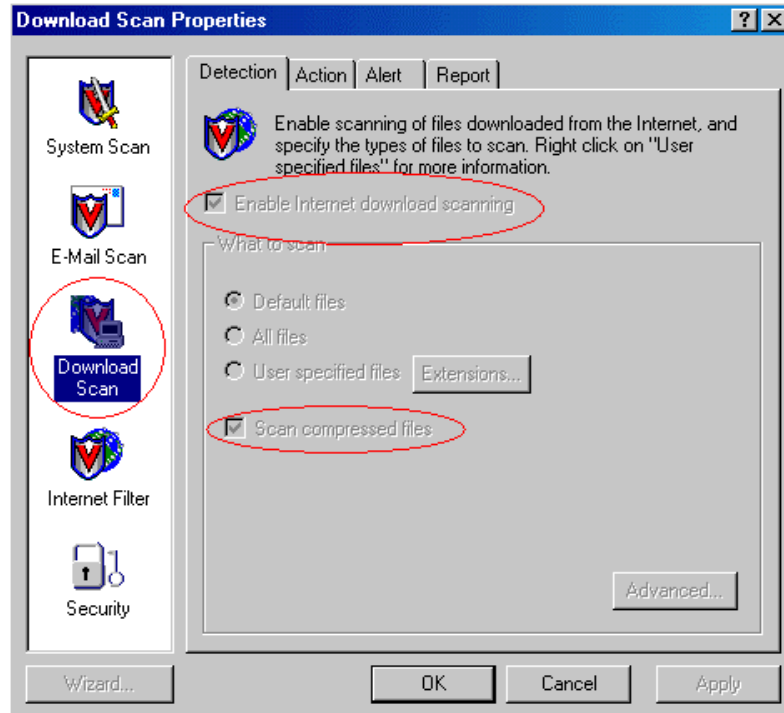 Download Scan Properties
System Scan
E-Mail Scan
Download
Scan
Internet Filter
Security
Detection
Action
Alert
Report
Enable scanning of files downloaded from the Internet, and
specify the types of files to scan. Right click on "User
specified files" for more information.
Enable Internet download scanning
What to scan
Default files
All files
User specified files
Extensions...
Scan compressed files
Advanced...
Wizard...
OK
Cancel
Apply